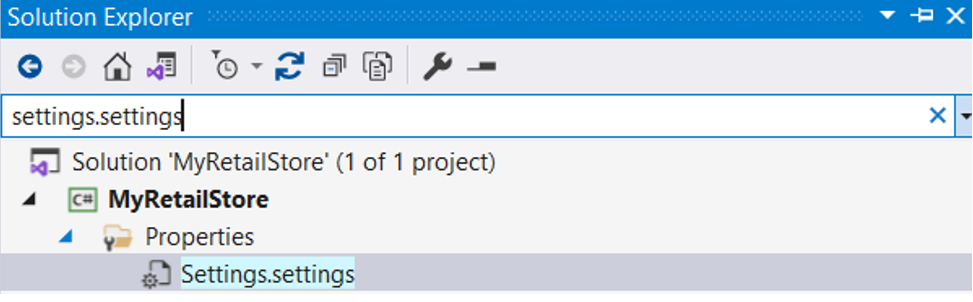 Solution Explorer
settings.settings
Solution 'MyRetailStore' (1 of 1 project)
C# MyRetailStore
Properties
Settings.settings